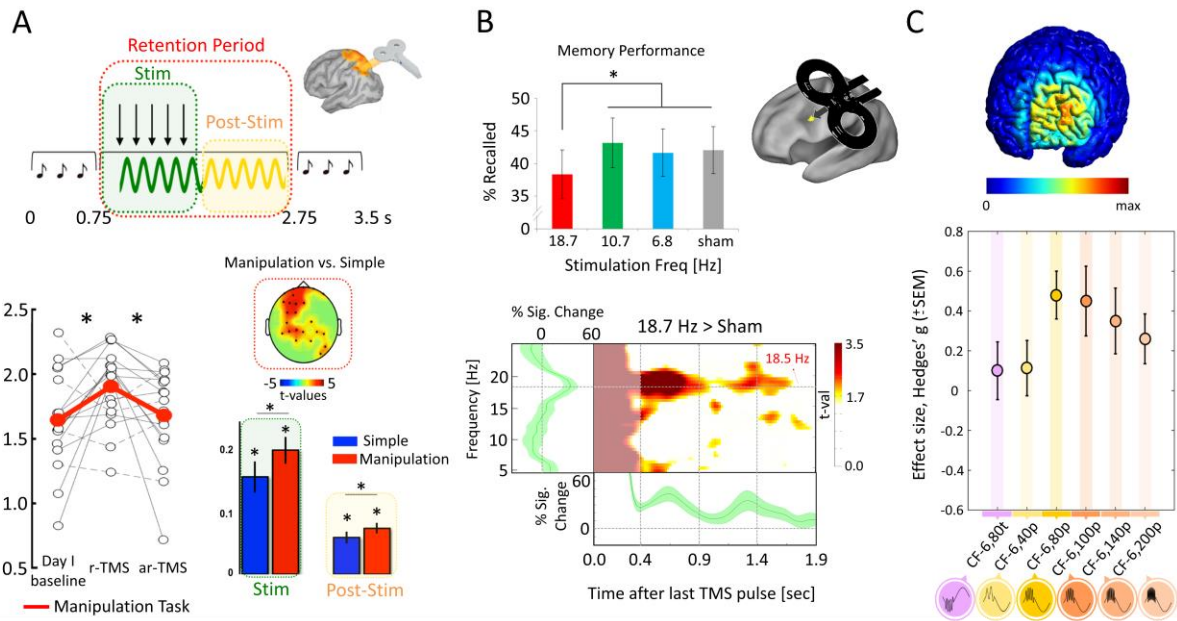 A
Retention Period
Stim
Post-Stim
0
0.75
2.75
3.5 s
Manipulation vs. Simple
-5
5
t-values
2.5
2.0
1.5
1.0
0.5
* *
Day I
baseline
r-TMS
ar-TMS
Manipulation Task
0.2
0.1
0
*
* *
Simple
Manipulation
*
* *
Stim
Post-Stim
B
Memory Performance
*
50
45
40
35
0
% Recalled
18.7
10.7
6.8
sham
Stimulation Freq [Hz]
% Sig. Change
0
60
18.7 Hz > Sham
18.5 Hz
Frequency [Hz]
20
15
10
5
3.5
1.7
0.0
t-val
% Sig.
Change
60
0
0.0
0.4
0.9
1.4
1.9
Time after last TMS pulse [sec]
C
0
max
Effect size, Hedges' g (±SEM)
0.8
0.6
0.4
0.2
0
-0.2
-0.4
-0.6
CF-6,80t
CF-6,40p
CF-6,80p
CF-6,100p
CF-6,140p
CF-6,200p